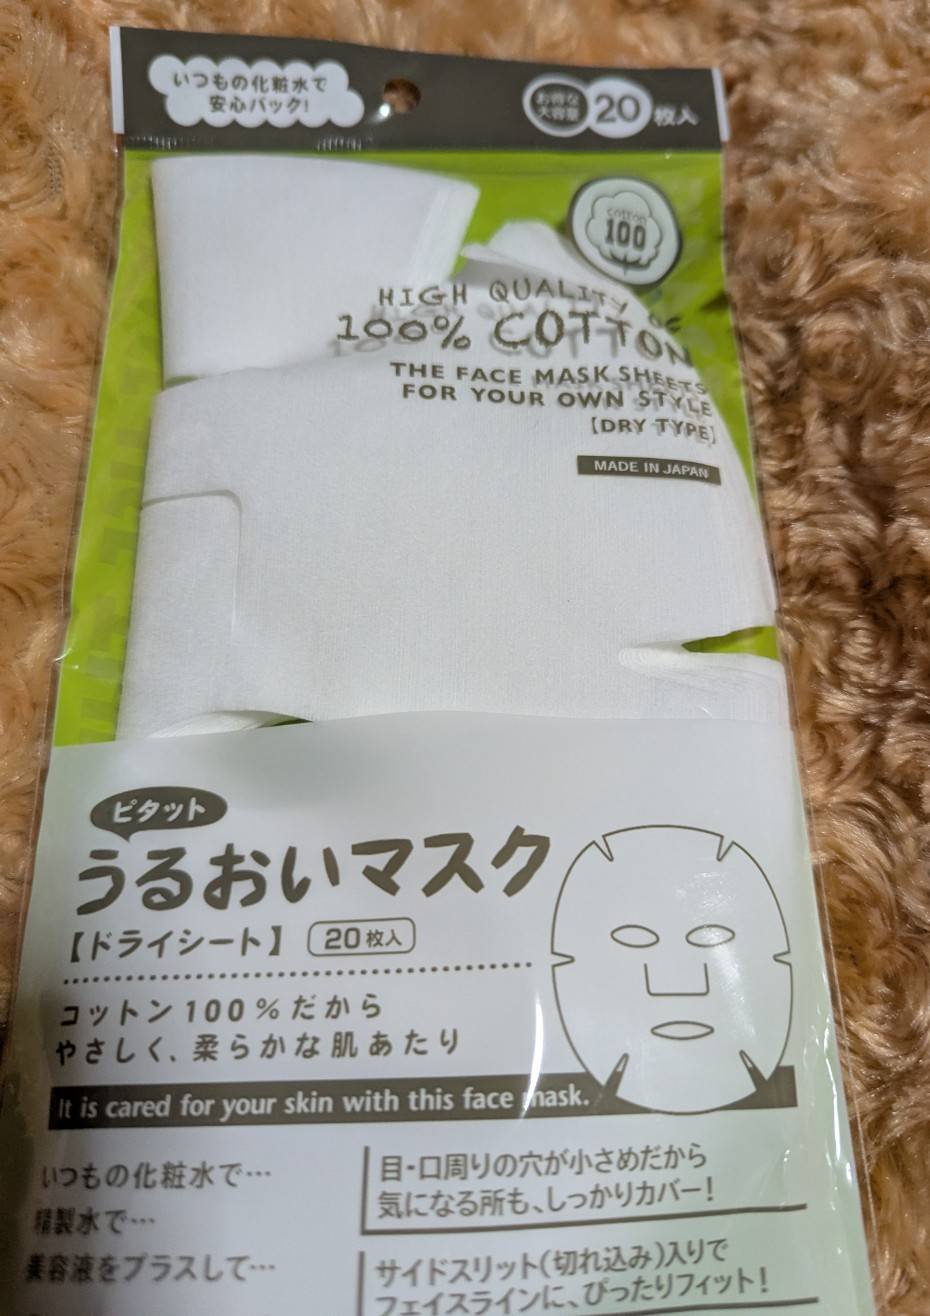 いつもの化粧水で
安心パック!
お得な
大容量
20枚入
cotton
100
HIGH QUALITY OF
100% COTTON
THE FACE MASK SHEETS
FOR YOUR OWN STYLE
【DRY TYPE】
MADE IN JAPAN
ピタット
うるおいマスク
【ドライシート】 20枚入
コットン100%だから
やさしく、柔らかな肌あたり
It is cared for your skin with this face mask.
いつもの化粧水で…
精製水で…
美容液をプラスして…
目・口周りの穴が小さめだから
気になる所も、しっかりカバー!
サイドスリット(切れ込み)入りで
フェイスラインに、ぴったりフィット!